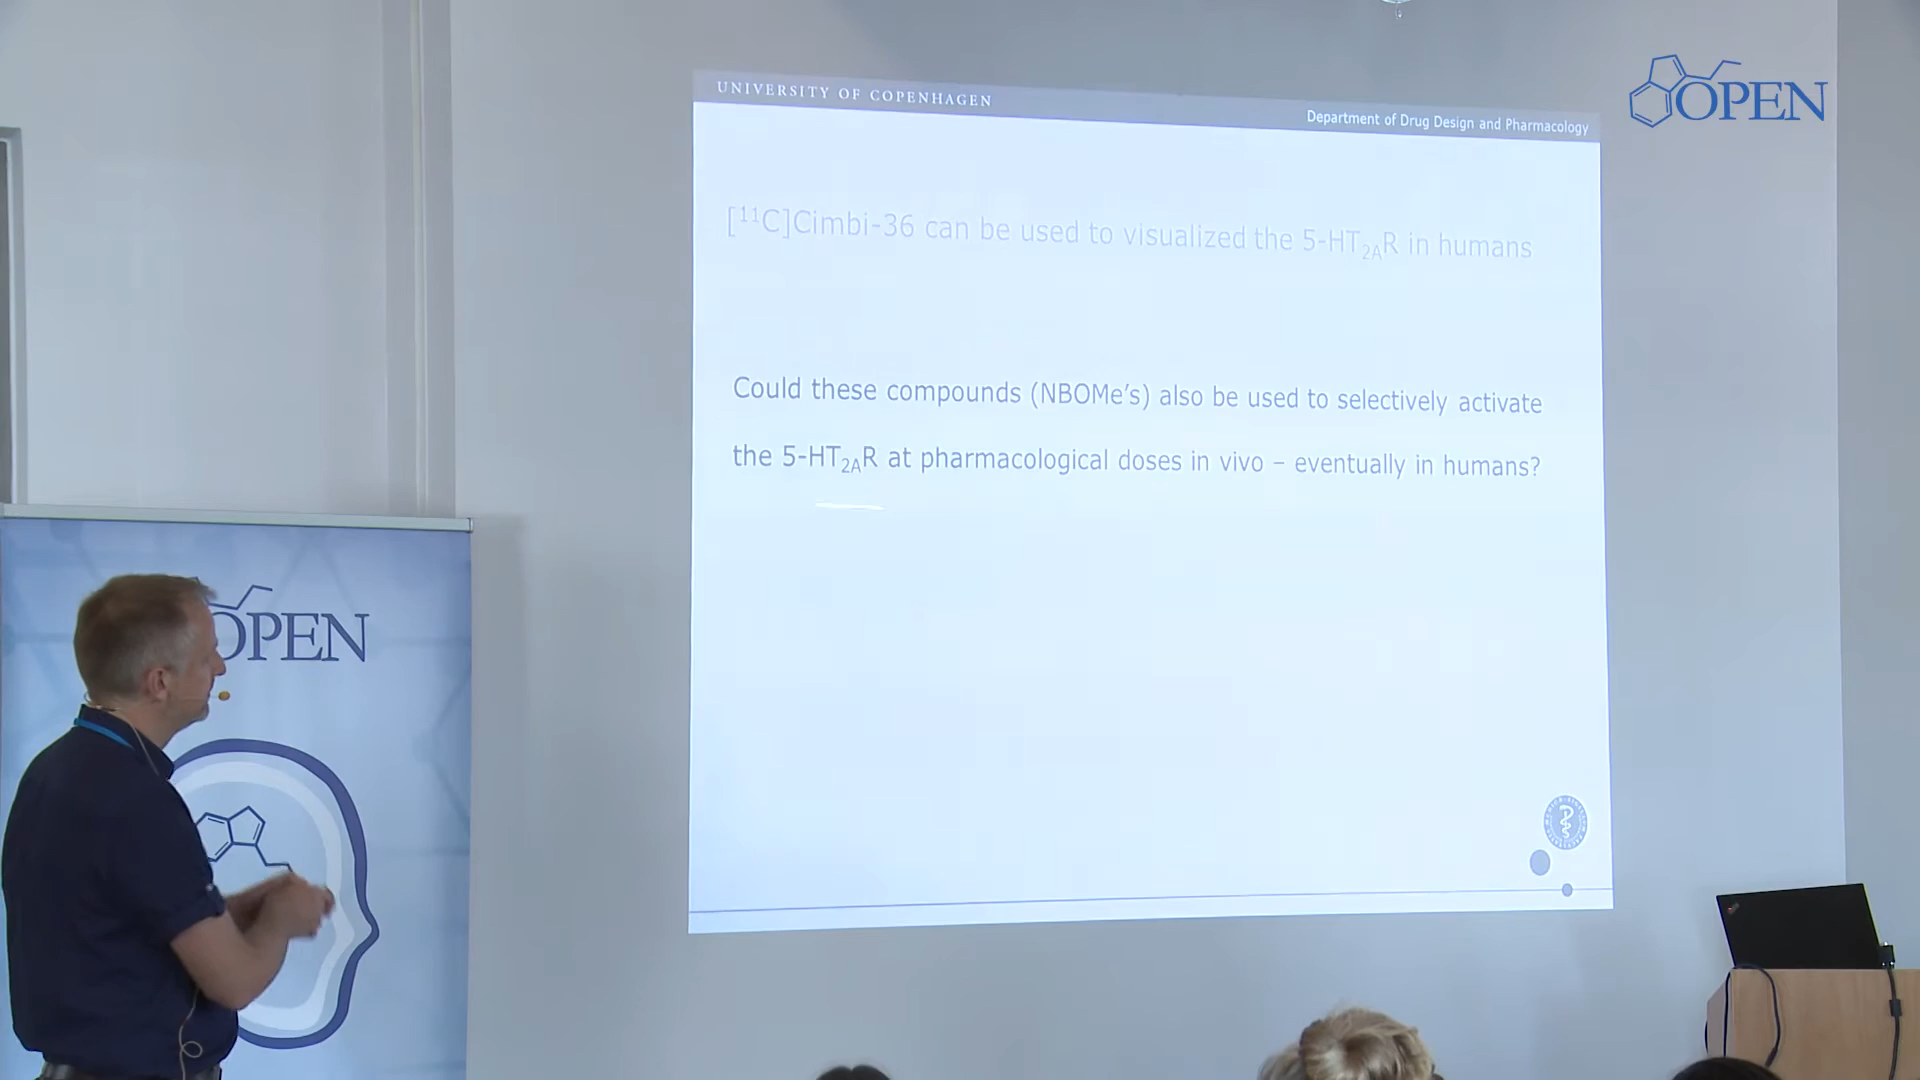 UNIVERSITY OF COPENHAGEN
Department of Drug Design and Pharmacology
OPEN
[¹¹C]Cimbi-36 can be used to visualized the 5-HT₂ₐR in humans
Could these compounds (NBOMe’s) also be used to selectively activate
the 5-HT₂ₐR at pharmacological doses in vivo – eventually in humans?
OPEN